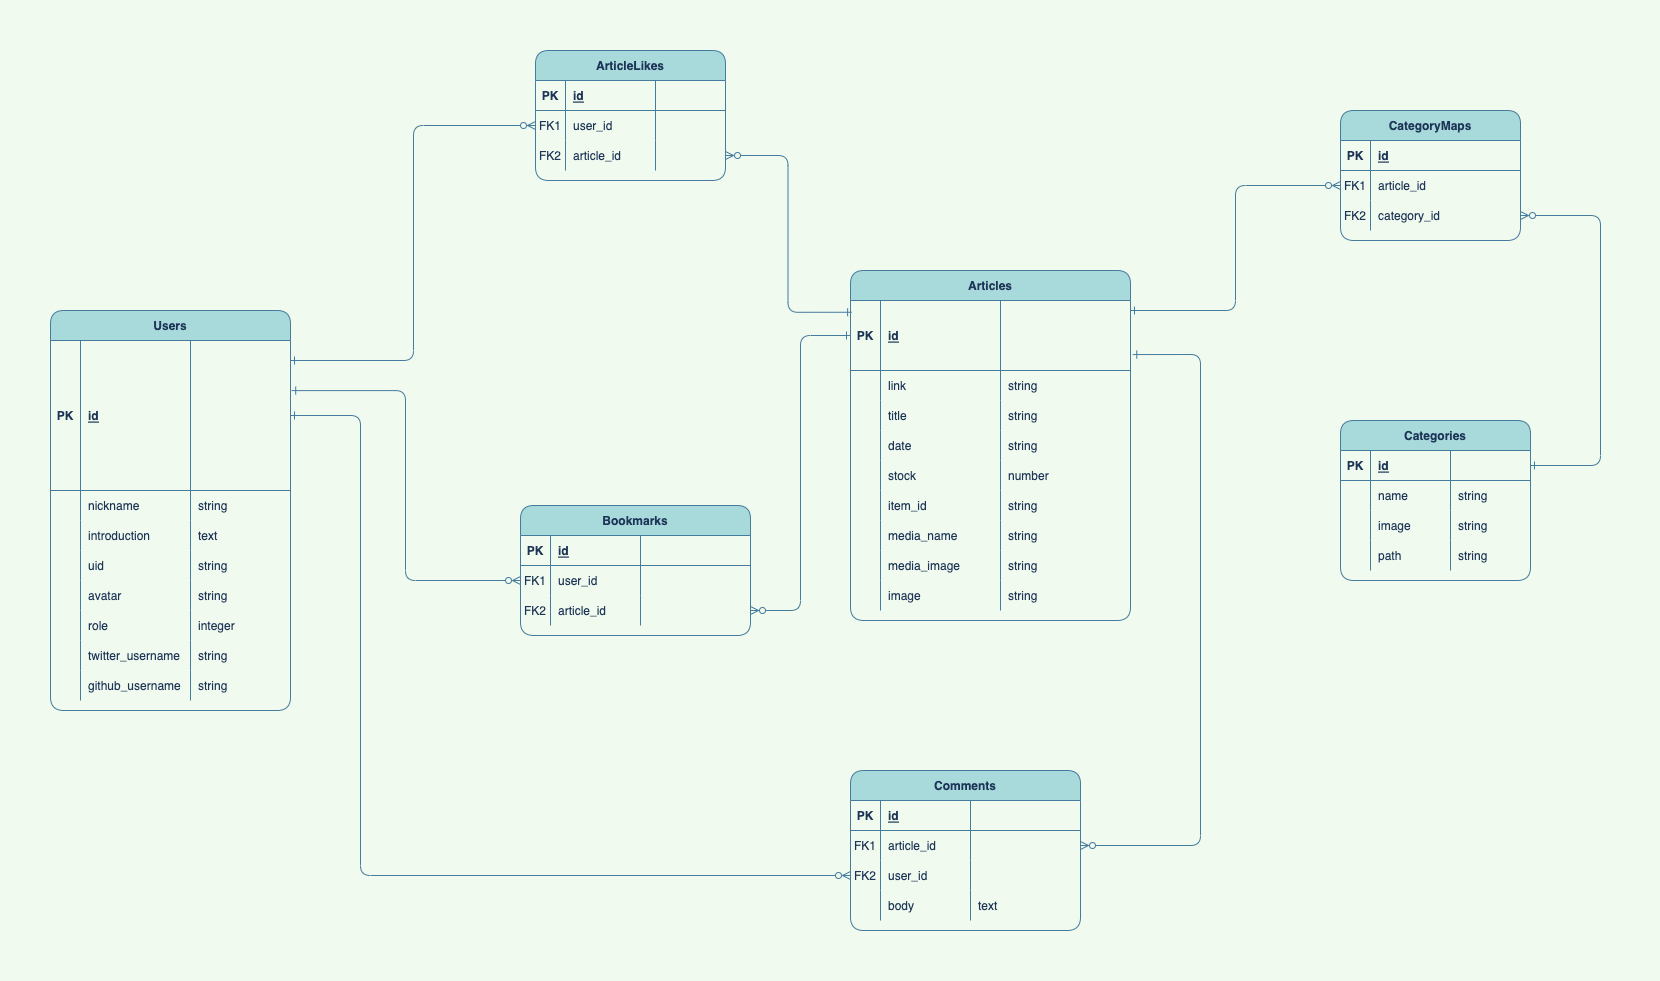 ArticleLikes
PK id
FK1 user_id
FK2 article_id
CategoryMaps
PK id
FK1 article_id
FK2 category_id
Articles
PK id
link string
title string
date string
stock number
item_id string
media_name string
media_image string
image string
Users
PK id
nickname string
introduction text
uid string
avatar string
role integer
twitter_username string
github_username string
Categories
PK id
name string
image string
path string
Bookmarks
PK id
FK1 user_id
FK2 article_id
Comments
PK id
FK1 article_id
FK2 user_id
body text